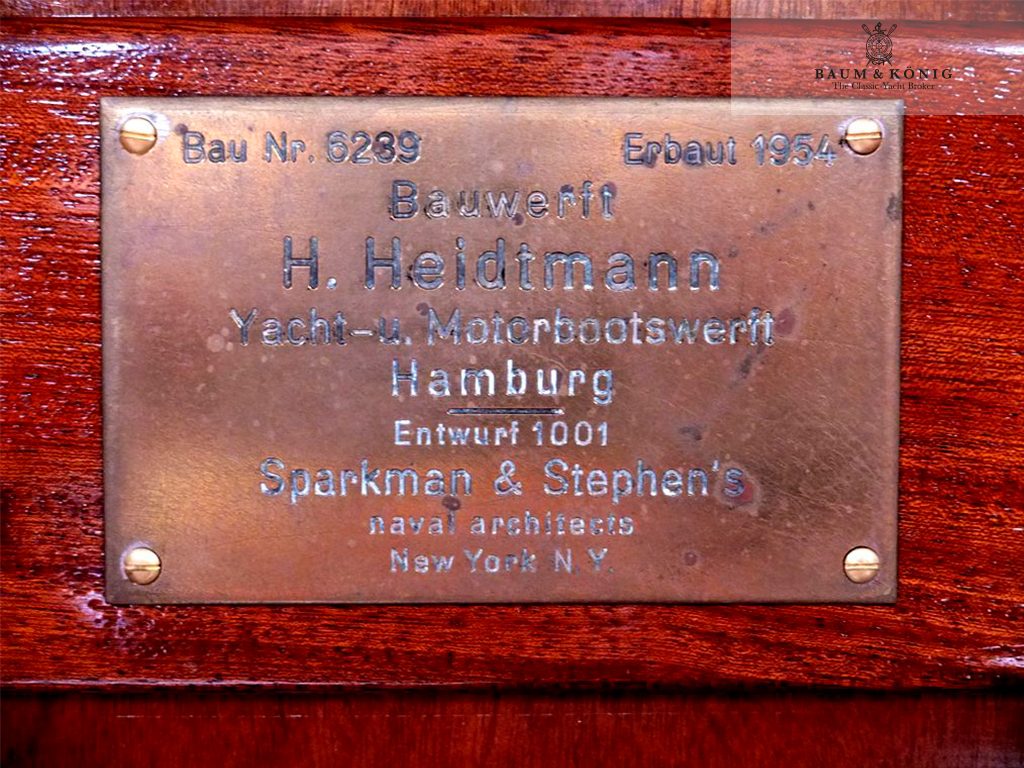 BAUM & KÖNIG
The Classic Yacht Broker
Bau Nr. 6239 Erbaut 1954
Bauwerft
H. Heidtmann
Yacht-u. Motorbootswerft
Hamburg
Entwurf 1001
Sparkman & Stephen's
naval architects
New York N.Y.